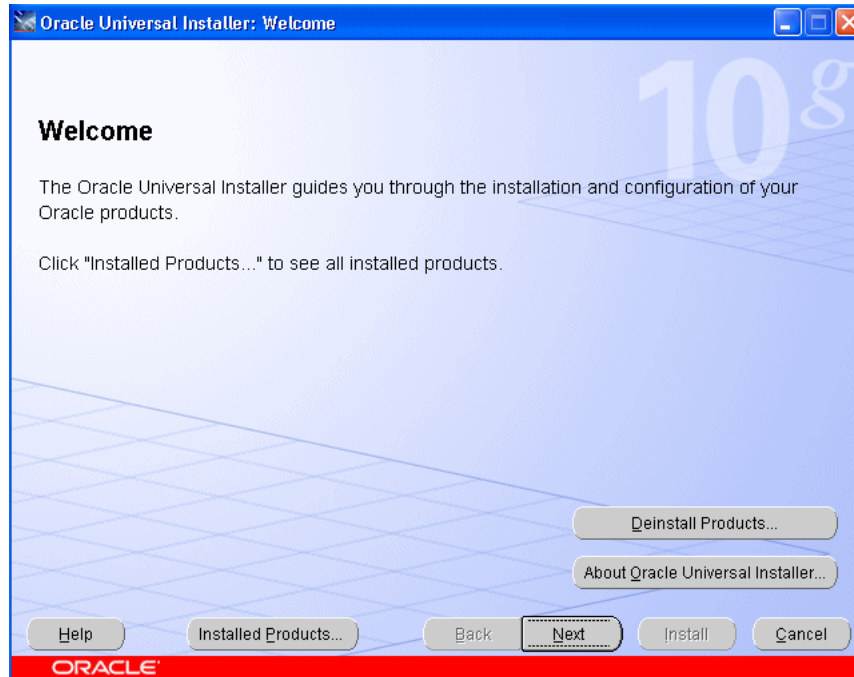 Oracle Universal Installer: Welcome
10g
Welcome
The Oracle Universal Installer guides you through the installation and configuration of your
Oracle products.
Click "Installed Products..." to see all installed products.
Deinstall Products...
About Oracle Universal Installer...
Help Installed Products... Back Next Install Cancel
ORACLE